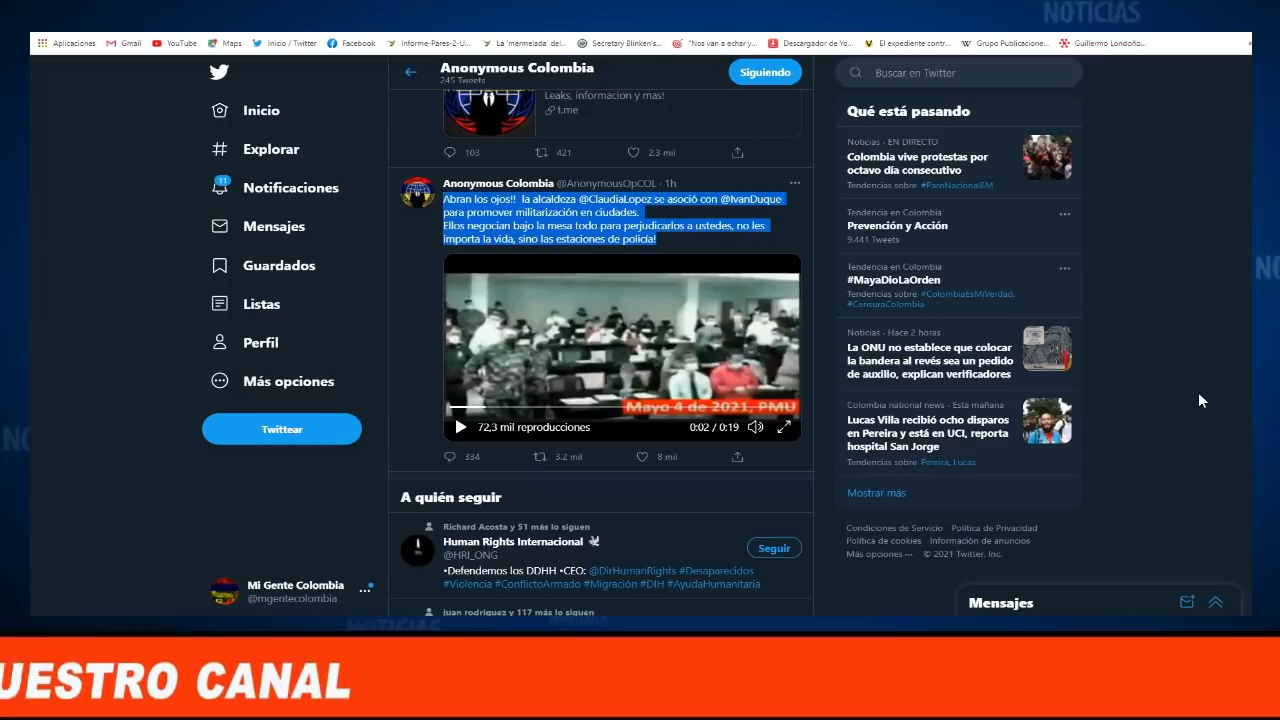 NOTICIAS
Aplicaciones Gmail YouTube Maps Inicio / Twitter Facebook Informe-Pares-2-U... La 'mermelada' del... Secretary Blinken's... "Nos van a echar y... Descargador de Yo... El expediente contr... Grupo Publicacione... Guillermo Londoño...
Anonymous Colombia
245 Tweets
Siguiendo
Buscar en Twitter
Inicio
Explorar
11
Notificaciones
Mensajes
Guardados
Listas
Perfil
Más opciones
Twittear
Mi Gente Colombia
@mgentecolombia
Leaks, informacion y mas!
t.me
103 421 2.3 mil
Anonymous Colombia @AnonymousOpCOL · 1h
Abran los ojos!! la alcaldeza @ClaudiaLopez se asoció con @IvanDuque
para promover militarización en ciudades.
Ellos negocian bajo la mesa todo para perjudicarlos a ustedes, no les
importa la vida, sino las estaciones de policía!
Mayo 4 de 2021, PMU
72,3 mil reproducciones 0:02 / 0:19
334 3.2 mil 8 mil
A quién seguir
Richard Acosta y 51 más lo siguen
Human Rights Internacional
@HRI_ONG
Seguir
•Defendemos los DDHH •CEO: @DirHumanRights #Desaparecidos
#Violencia #ConflictoArmado #Migración #DIH #AyudaHumanitaria
juan rodriguez y 117 más lo siguen
Qué está pasando
Noticias · EN DIRECTO
Colombia vive protestas por
octavo día consecutivo
Tendencias sobre #ParoNacional6M
Tendencia en Colombia
Prevención y Acción
9,441 Tweets
Tendencia en Colombia
#MayaDioLaOrden
Tendencias sobre #ColombiaEsMiVerdad,
#CensuraColombia
Noticias · Hace 2 horas
La ONU no establece que colocar
la bandera al revés sea un pedido
de auxilio, explican verificadores
Colombia national news · Esta mañana
Lucas Villa recibió ocho disparos
en Pereira y está en UCI, reporta
hospital San Jorge
Tendencias sobre Pereira, Lucas
Mostrar más
Condiciones de Servicio Política de Privacidad
Política de cookies Información de anuncios
Más opciones ··· © 2021 Twitter, Inc.
Mensajes
NOTICIAS
UESTRO CANAL